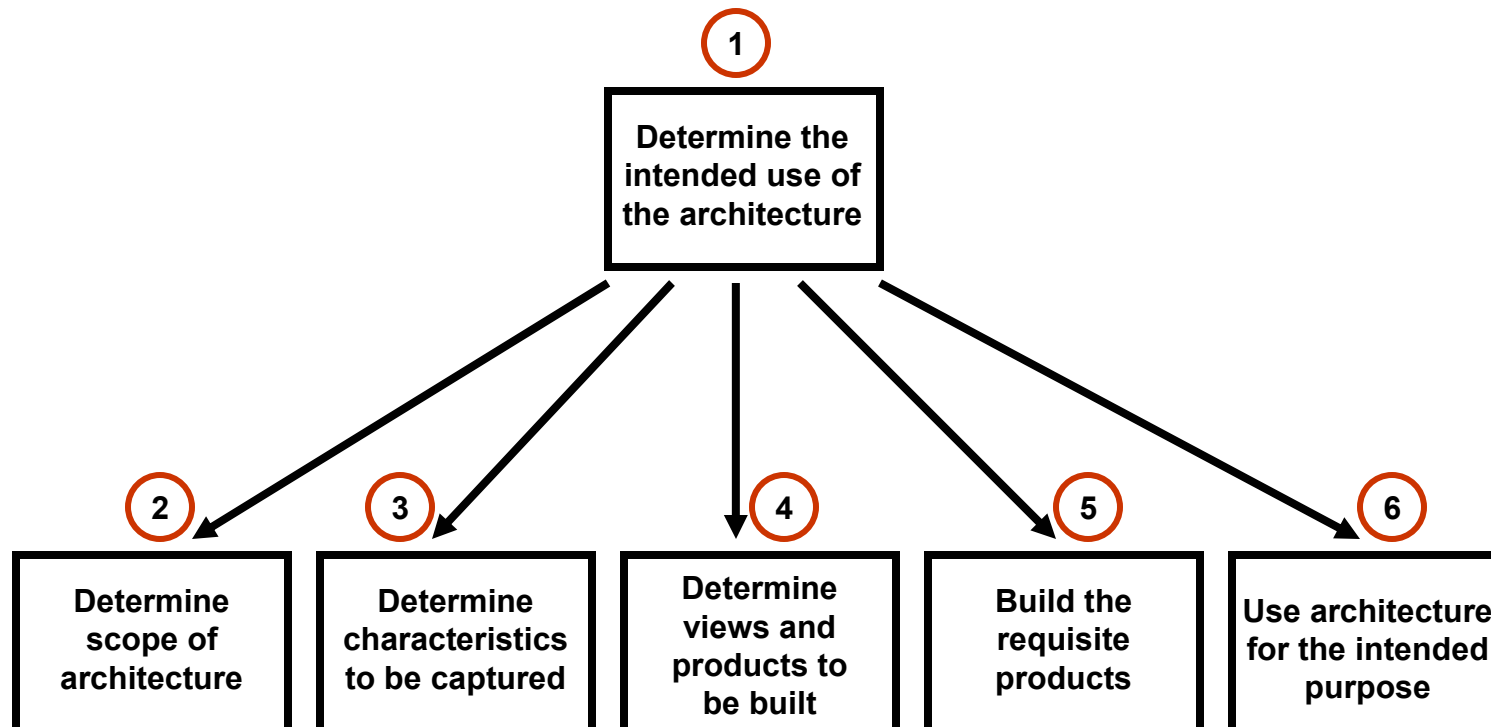 1
Determine the
intended use of
the architecture
2
3
4
5
6
Determine
scope of
architecture
Determine
characteristics
to be captured
Determine
views and
products to
be built
Build the
requisite
products
Use architecture
for the intended
purpose